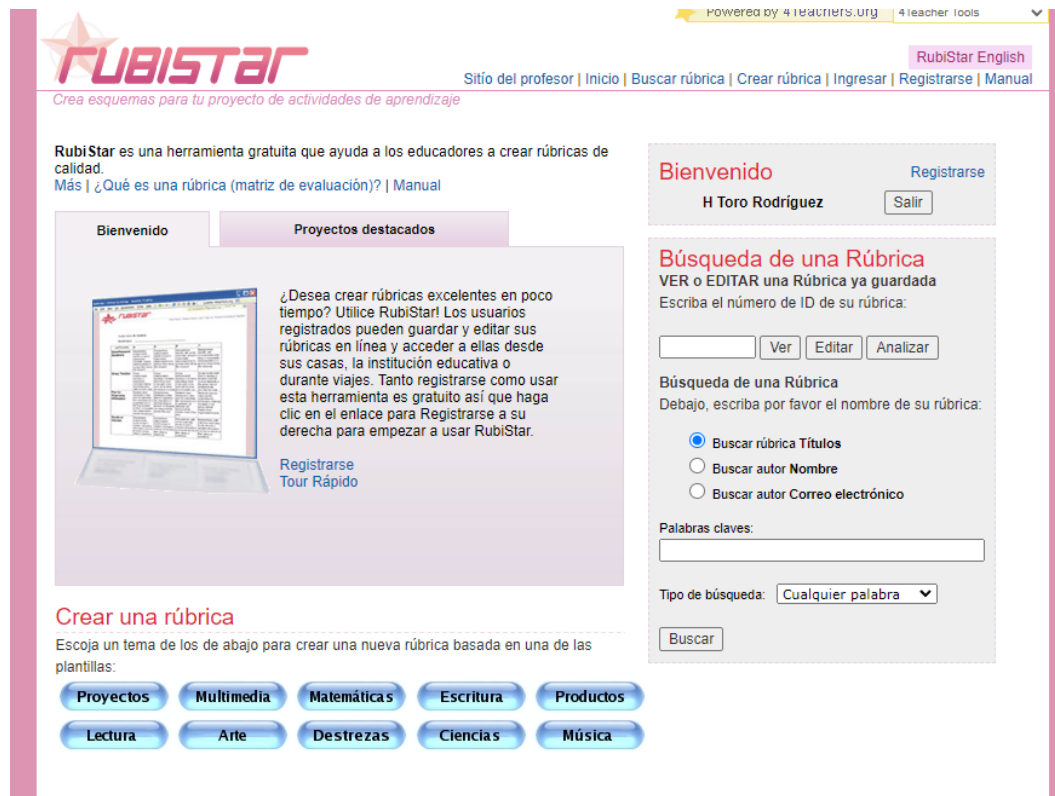 Powered by 4Teachers.org
4Teacher Tools
RUBISTAR
RubiStar English
Sitío del profesor | Inicio | Buscar rúbrica | Crear rúbrica | Ingresar | Registrarse | Manual
Crea esquemas para tu proyecto de actividades de aprendizaje
RubiStar es una herramienta gratuita que ayuda a los educadores a crear rúbricas de
calidad.
Más | ¿Qué es una rúbrica (matriz de evaluación)? | Manual
Bienvenido
Proyectos destacados
¿Desea crear rúbricas excelentes en poco
tiempo? Utilice RubiStar! Los usuarios
registrados pueden guardar y editar sus
rúbricas en línea y acceder a ellas desde
sus casas, la institución educativa o
durante viajes. Tanto registrarse como usar
esta herramienta es gratuito así que haga
clic en el enlace para Registrarse a su
derecha para empezar a usar RubiStar.
Registrarse
Tour Rápido
Crear una rúbrica
Escoja un tema de los de abajo para crear una nueva rúbrica basada en una de las
plantillas:
Proyectos Multimedia Matemáticas Escritura Productos
Lectura Arte Destrezas Ciencias Música
Bienvenido Registrarse
H Toro Rodríguez Salir
Búsqueda de una Rúbrica
VER o EDITAR una Rúbrica ya guardada
Escriba el número de ID de su rúbrica:
Ver Editar Analizar
Búsqueda de una Rúbrica
Debajo, escriba por favor el nombre de su rúbrica:
Buscar rúbrica Títulos
Buscar autor Nombre
Buscar autor Correo electrónico
Palabras claves:
Tipo de búsqueda: Cualquier palabra
Buscar